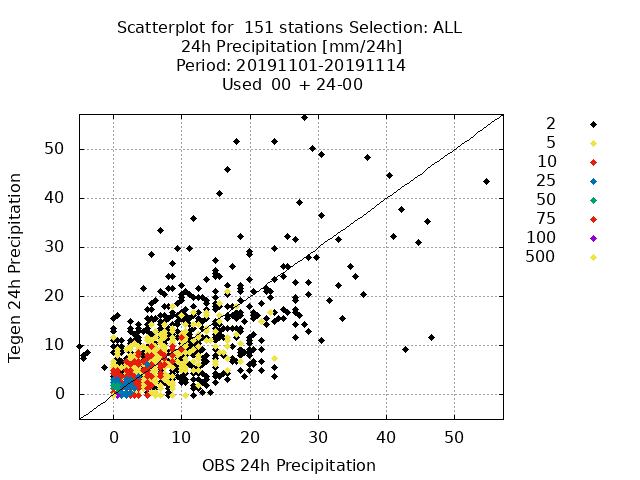 Scatterplot for  151 stations Selection: ALL
24h Precipitation [mm/24h]
Period: 20191101-20191114
Used  00 + 24-00
2
5
10
25
50
75
100
500
50
40
30
20
10
0
Tegen 24h Precipitation
0 10 20 30 40 50
OBS 24h Precipitation